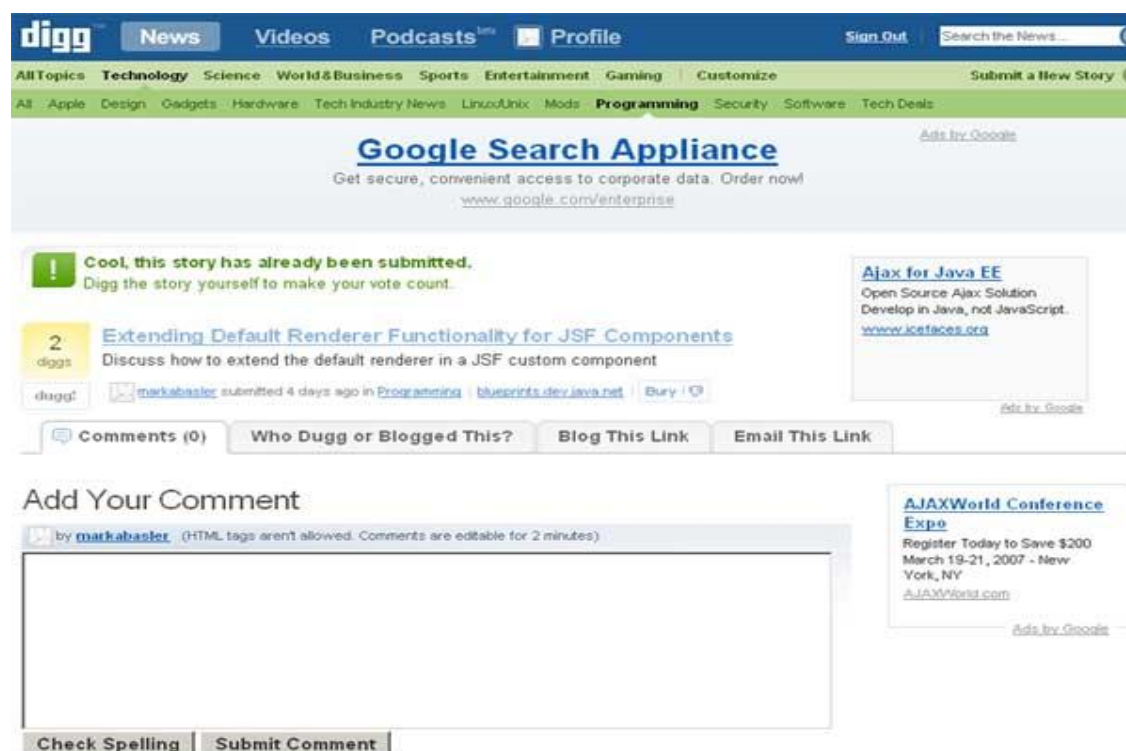 digg™ News Videos Podcasts beta Profile Sign Out Search the News...
All Topics Technology Science World & Business Sports Entertainment Gaming Customize Submit a New Story
All Apple Design Gadgets Hardware Tech Industry News Linux/Unix Mods Programming Security Software Tech Deals
Ads by Google
Google Search Appliance
Get secure, convenient access to corporate data. Order now!
www.google.com/enterprise
! Cool, this story has already been submitted.
Digg the story yourself to make your vote count.
2
diggs
dugg!
Extending Default Renderer Functionality for JSF Components
Discuss how to extend the default renderer in a JSF custom component
markabasler submitted 4 days ago in Programming | blueprints.dev.java.net | Bury |
Ajax for Java EE
Open Source Ajax Solution
Develop in Java, not JavaScript.
www.icefaces.org
Ads by Google
Comments (0) Who Dugg or Blogged This? Blog This Link Email This Link
Add Your Comment
by markabasler (HTML tags aren't allowed. Comments are editable for 2 minutes)
AJAXWorld Conference
Expo
Register Today to Save $200
March 19-21, 2007 - New
York, NY
AJAXWorld.com
Ads by Google
Check Spelling Submit Comment